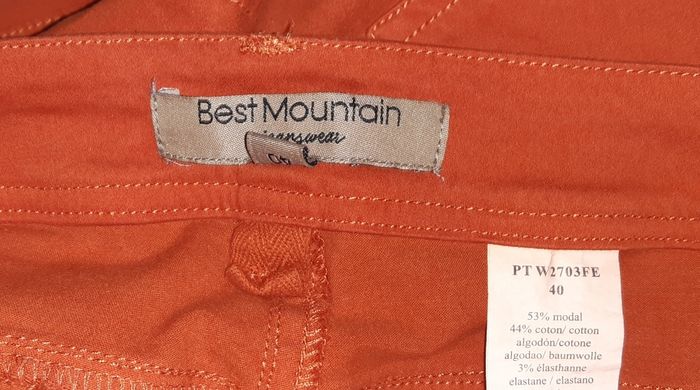 Best Mountain
jeanswear
PT W2703FE
40
53% modal
44% coton/ cotton
algodón/cotone
algodao/ baumwolle
3% élasthanne
elastane / elastano